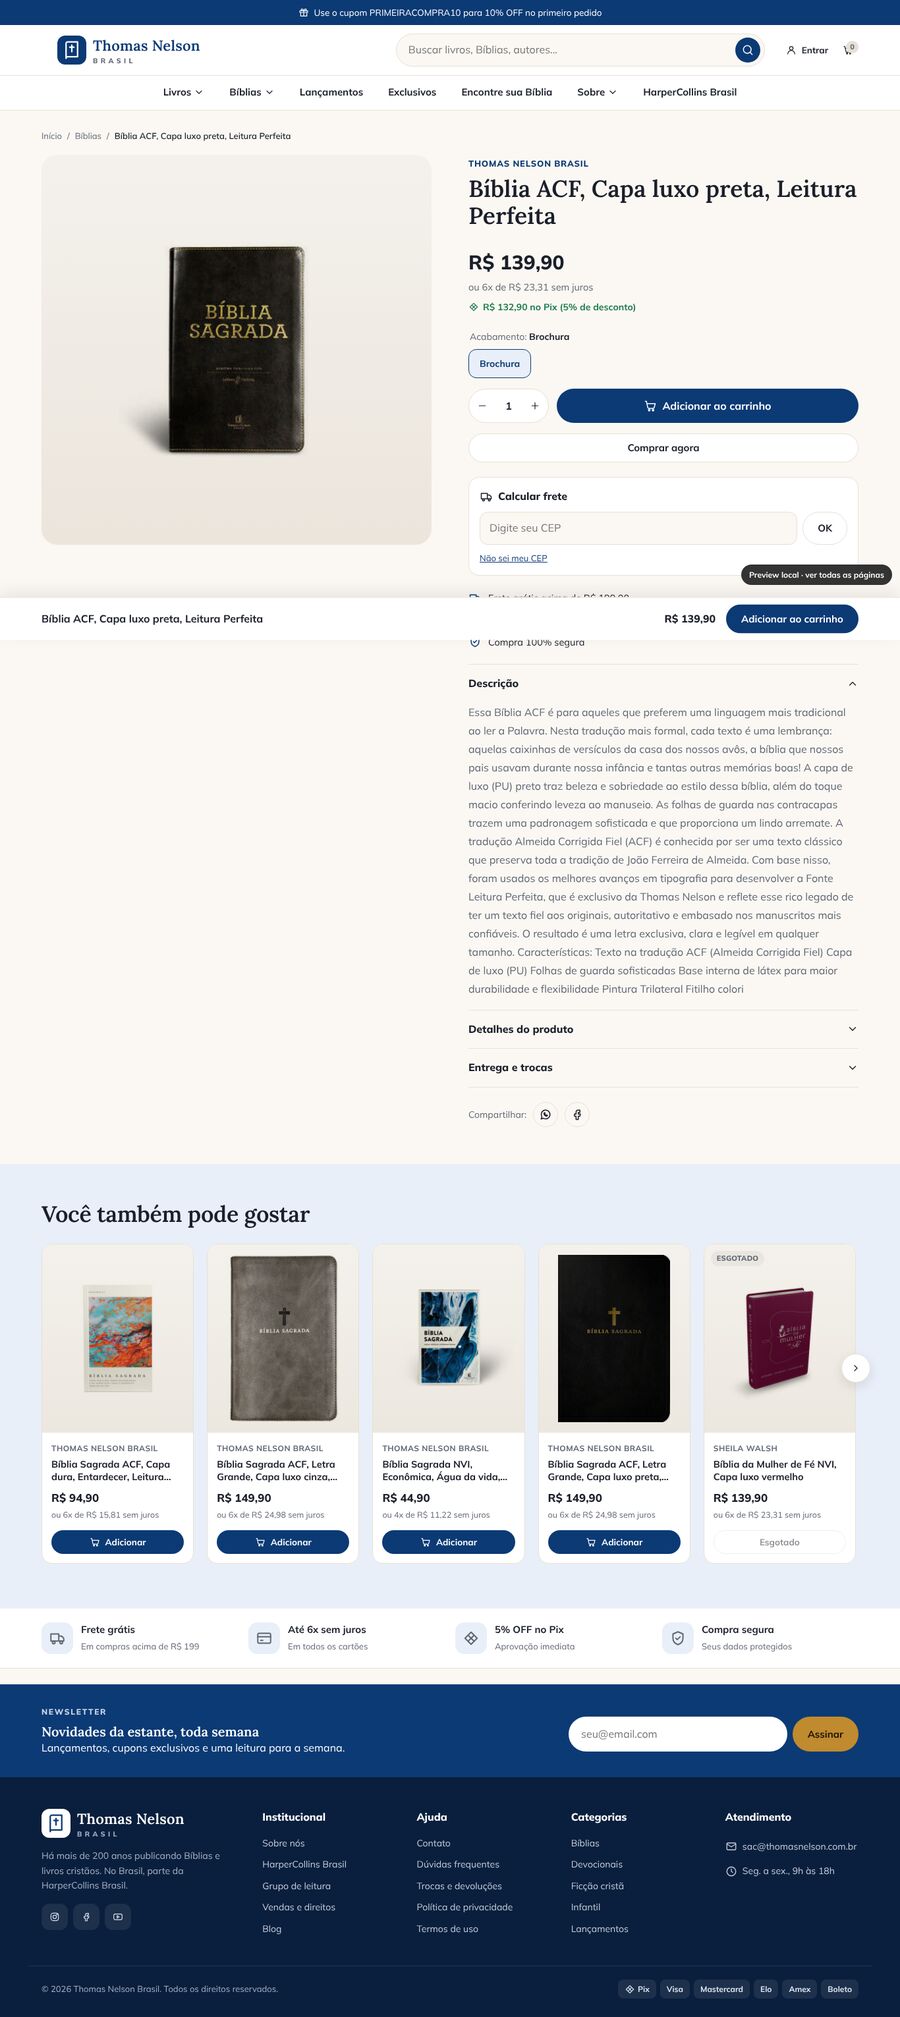 Use o cupom PRIMEIRACOMPRA10 para 10% OFF no primeiro pedido
Thomas Nelson
BRASIL
Buscar livros, Bíblias, autores...
Entrar
0
Livros
Bíblias
Lançamentos
Exclusivos
Encontre sua Bíblia
Sobre
HarperCollins Brasil
Início / Bíblias / Bíblia ACF, Capa luxo preta, Leitura Perfeita
BÍBLIA
SAGRADA
THOMAS NELSON BRASIL
Bíblia ACF, Capa luxo preta, Leitura
Perfeita
R$ 139,90
ou 6x de R$ 23,31 sem juros
R$ 132,90 no Pix (5% de desconto)
Acabamento: Brochura
Brochura
− 1 +
Adicionar ao carrinho
Comprar agora
Calcular frete
Digite seu CEP
OK
Não sei meu CEP
Preview local · ver todas as páginas
Bíblia ACF, Capa luxo preta, Leitura Perfeita
R$ 139,90
Adicionar ao carrinho
Compra 100% segura
Descrição
Essa Bíblia ACF é para aqueles que preferem uma linguagem mais tradicional
ao ler a Palavra. Nesta tradução mais formal, cada texto é uma lembrança:
aquelas caixinhas de versículos da casa dos nossos avôs, a bíblia que nossos
pais usavam durante nossa infância e tantas outras memórias boas! A capa de
luxo (PU) preto traz beleza e sobriedade ao estilo dessa bíblia, além do toque
macio conferindo leveza ao manuseio. As folhas de guarda nas contracapas
trazem uma padronagem sofisticada e que proporciona um lindo arremate. A
tradução Almeida Corrigida Fiel (ACF) é conhecida por ser uma texto clássico
que preserva toda a tradição de João Ferreira de Almeida. Com base nisso,
foram usados os melhores avanços em tipografia para desenvolver a Fonte
Leitura Perfeita, que é exclusivo da Thomas Nelson e reflete esse rico legado de
ter um texto fiel aos originais, autoritativo e embasado nos manuscritos mais
confiáveis. O resultado é uma letra exclusiva, clara e legível em qualquer
tamanho. Características: Texto na tradução ACF (Almeida Corrigida Fiel) Capa
de luxo (PU) Folhas de guarda sofisticadas Base interna de látex para maior
durabilidade e flexibilidade Pintura Trilateral Fitilho colori
Detalhes do produto
Entrega e trocas
Compartilhar:
Você também pode gostar
BÍBLIA SAGRADA
BÍBLIA SAGRADA
BÍBLIA
SAGRADA
BÍBLIA SAGRADA
ESGOTADO
THOMAS NELSON BRASIL
Bíblia Sagrada ACF, Capa
dura, Entardecer, Leitura...
R$ 94,90
ou 6x de R$ 15,81 sem juros
Adicionar
THOMAS NELSON BRASIL
Bíblia Sagrada ACF, Letra
Grande, Capa luxo cinza,...
R$ 149,90
ou 6x de R$ 24,98 sem juros
Adicionar
THOMAS NELSON BRASIL
Bíblia Sagrada NVI,
Econômica, Água da vida,...
R$ 44,90
ou 4x de R$ 11,22 sem juros
Adicionar
THOMAS NELSON BRASIL
Bíblia Sagrada ACF, Letra
Grande, Capa luxo preta,...
R$ 149,90
ou 6x de R$ 24,98 sem juros
Adicionar
SHEILA WALSH
Bíblia da Mulher de Fé NVI,
Capa luxo vermelho
R$ 139,90
ou 6x de R$ 23,31 sem juros
Esgotado
Frete grátis
Em compras acima de R$ 199
Até 6x sem juros
Em todos os cartões
5% OFF no Pix
Aprovação imediata
Compra segura
Seus dados protegidos
NEWSLETTER
Novidades da estante, toda semana
Lançamentos, cupons exclusivos e uma leitura para a semana.
seu@email.com
Assinar
Thomas Nelson
BRASIL
Há mais de 200 anos publicando Bíblias e
livros cristãos. No Brasil, parte da
HarperCollins Brasil.
Institucional
Sobre nós
HarperCollins Brasil
Grupo de leitura
Vendas e direitos
Blog
Ajuda
Contato
Dúvidas frequentes
Trocas e devoluções
Política de privacidade
Termos de uso
Categorias
Bíblias
Devocionais
Ficção cristã
Infantil
Lançamentos
Atendimento
sac@thomasnelson.com.br
Seg. a sex., 9h às 18h
© 2026 Thomas Nelson Brasil. Todos os direitos reservados.
Pix
Visa
Mastercard
Elo
Amex
Boleto